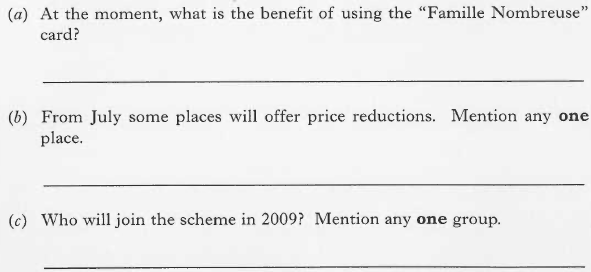 (a) At the moment, what is the benefit of using the “Famille Nombreuse”
card?
(b) From July some places will offer price reductions. Mention any one
place.
(c) Who will join the scheme in 2009? Mention any one group.